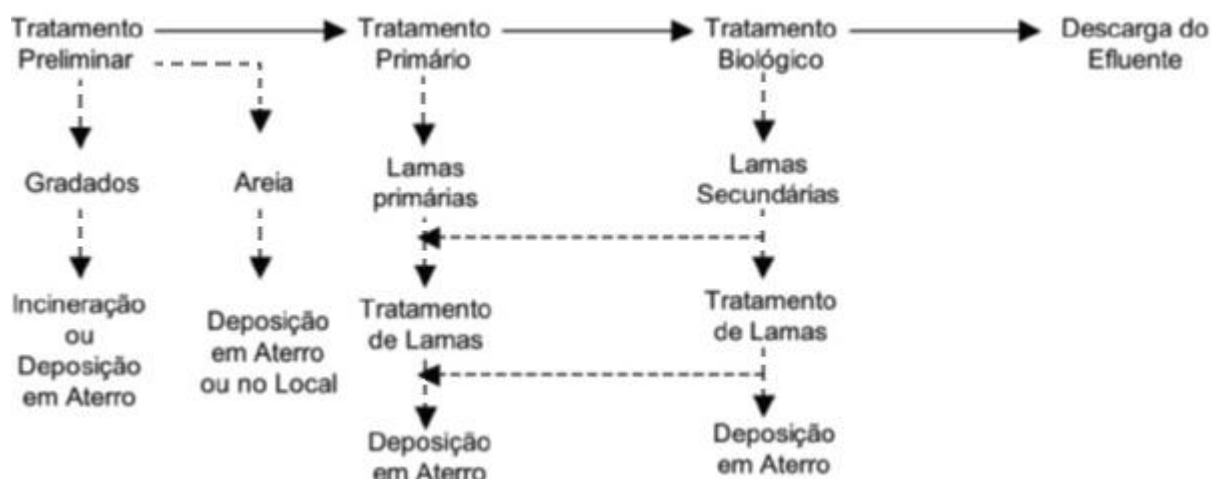 Tratamento
Preliminar
Tratamento
Primário
Tratamento
Biológico
Descarga do
Efluente
Gradados
Areia
Lamas
primárias
Lamas
Secundárias
Incineração
ou
Deposição
em Aterro
Deposição
em Aterro
ou no Local
Tratamento
de Lamas
Tratamento
de Lamas
Deposição
em Aterro
Deposição
em Aterro